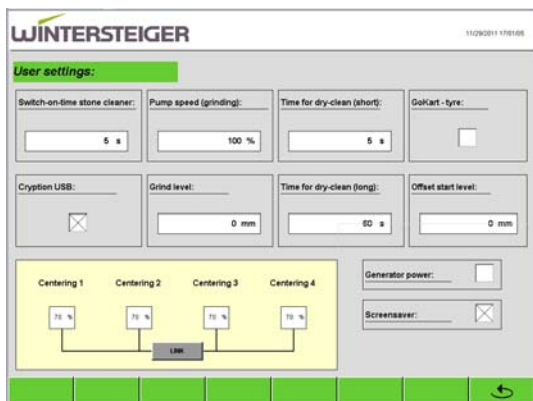 WINTERSTEIGER
11/29/2011 17:01:05
User settings:
Switch-on-time stone cleaner:
5 s
Pump speed (grinding):
100 %
Time for dry-clean (short):
5 s
GoKart - tyre:
Cryption USB:
Grind level:
0 mm
Time for dry-clean (long):
60 s
Offset start level:
0 mm
Centering 1
Centering 2
Centering 3
Centering 4
70 %
70 %
70 %
70 %
LINK
Generator power:
Screensaver: